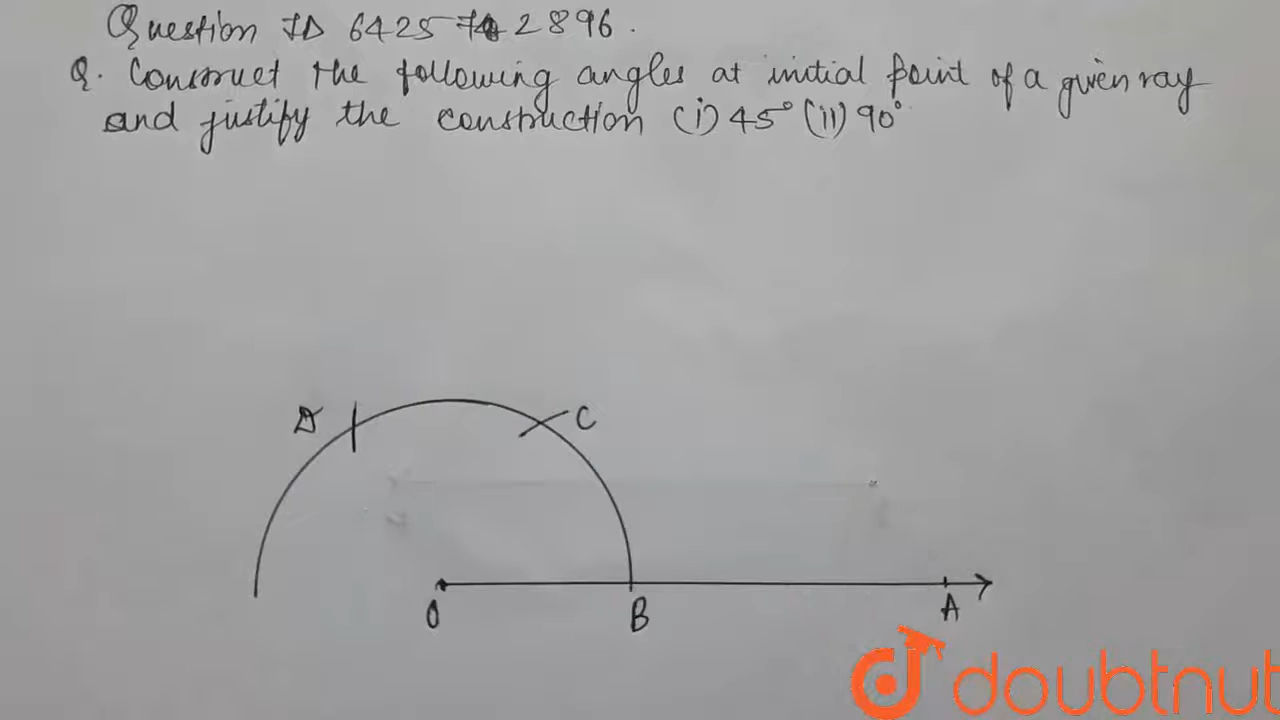 Question ID 6425 2896.
Q. Construct the following angles at initial point of a given ray
and justify the construction (i) 45° (ii) 90°
D C
O B A
doubtnut